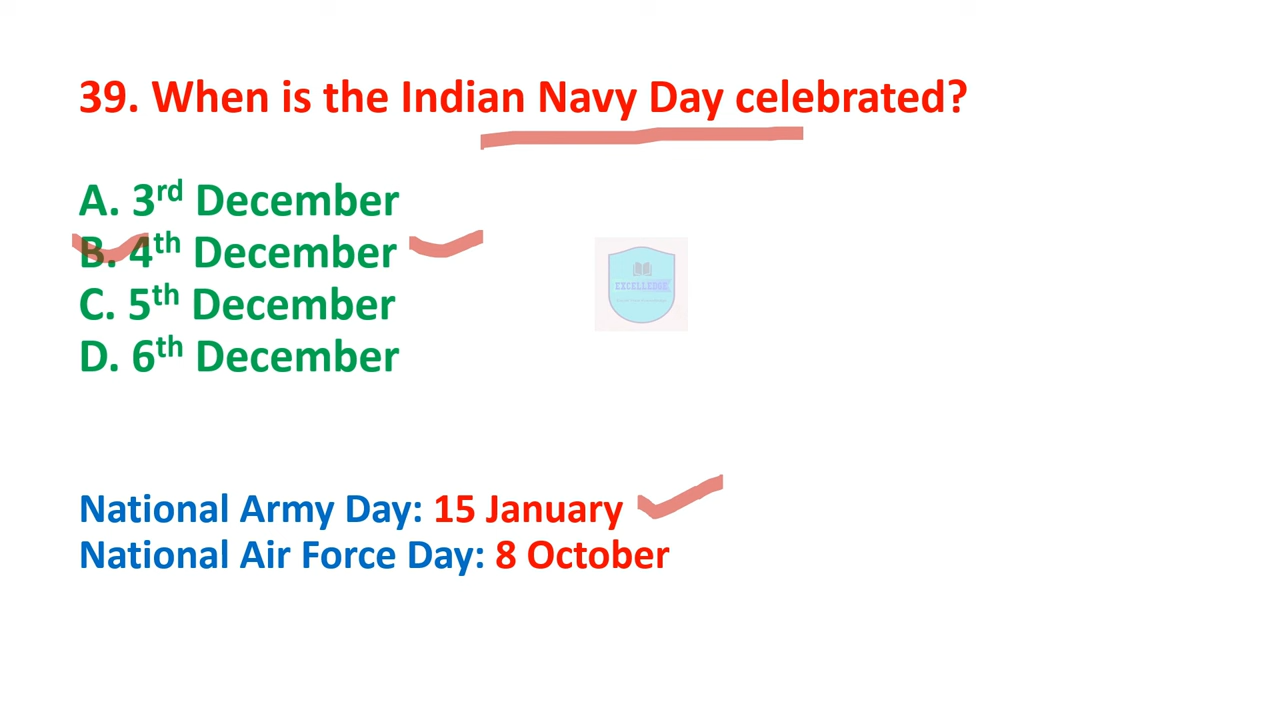 39. When is the Indian Navy Day celebrated?
A. 3rd December
B. 4th December
EXCELLEDGE
C. 5th December
D. 6th December
National Army Day: 15 January
National Air Force Day: 8 October